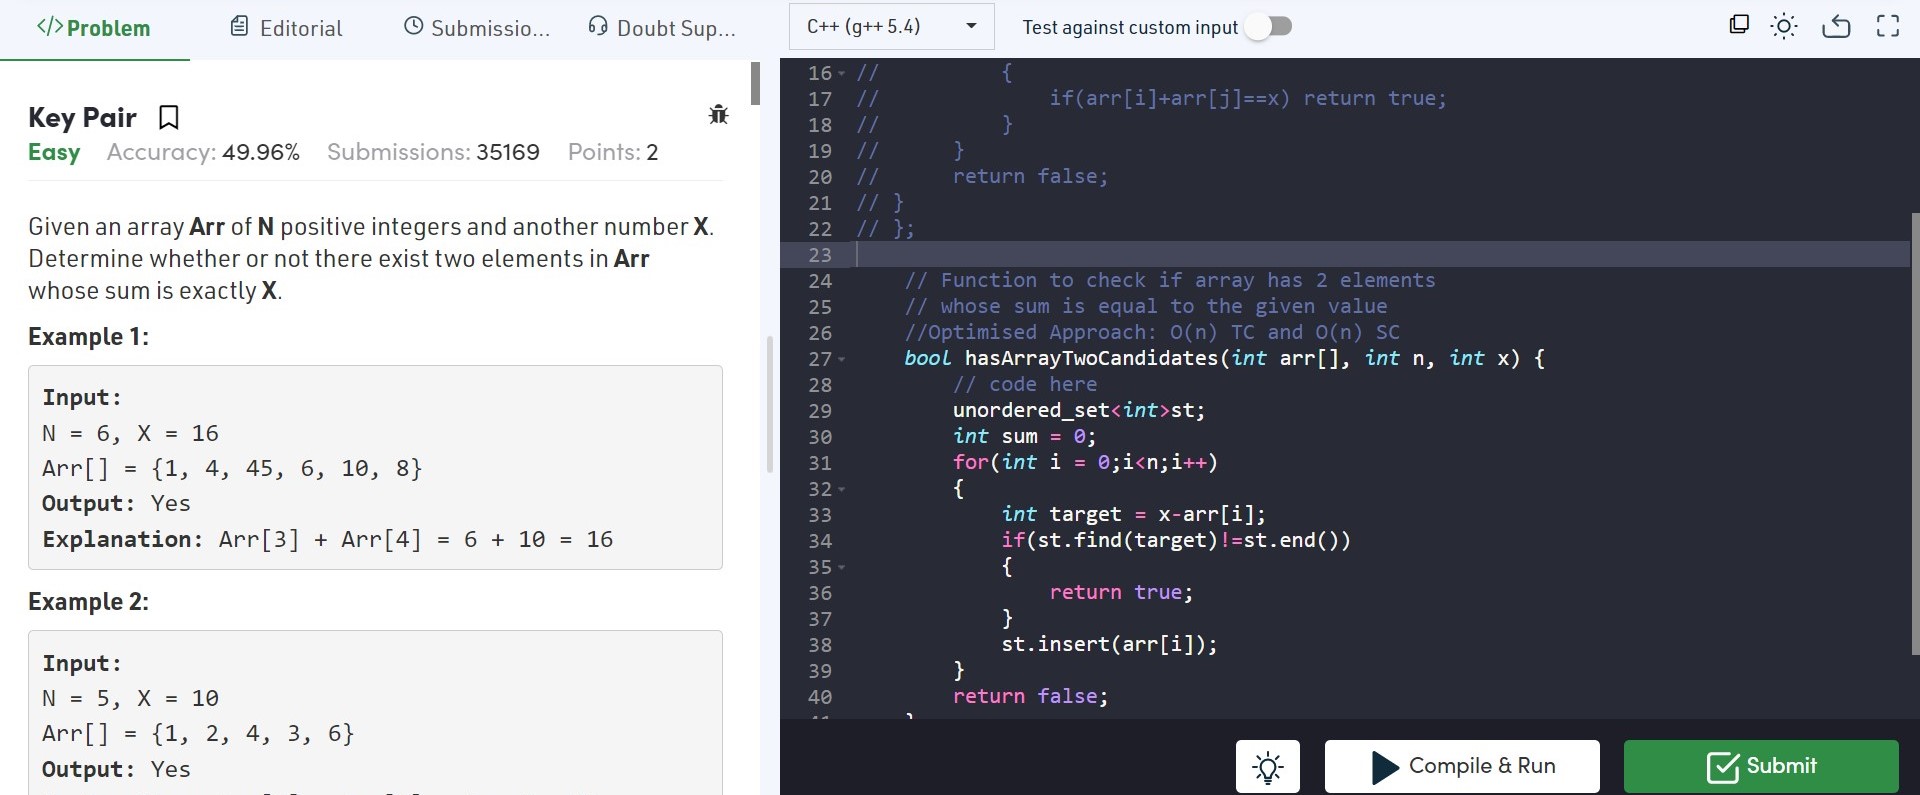 </>Problem
Editorial
Submissio...
Doubt Sup...
C++ (g++ 5.4)
Test against custom input
Key Pair
Easy Accuracy: 49.96% Submissions: 35169 Points: 2
Given an array Arr of N positive integers and another number X.
Determine whether or not there exist two elements in Arr
whose sum is exactly X.
Example 1:
Input:
N = 6, X = 16
Arr[] = {1, 4, 45, 6, 10, 8}
Output: Yes
Explanation: Arr[3] + Arr[4] = 6 + 10 = 16
Example 2:
Input:
N = 5, X = 10
Arr[] = {1, 2, 4, 3, 6}
Output: Yes
16 // {
17 // if(arr[i]+arr[j]==x) return true;
18 // }
19 // }
20 // return false;
21 // }
22 // };
23
24 // Function to check if array has 2 elements
25 // whose sum is equal to the given value
26 //Optimised Approach: O(n) TC and O(n) SC
27 bool hasArrayTwoCandidates(int arr[], int n, int x) {
28 // code here
29 unordered_set<int>st;
30 int sum = 0;
31 for(int i = 0;i<n;i++)
32 {
33 int target = x-arr[i];
34 if(st.find(target)!=st.end())
35 {
36 return true;
37 }
38 st.insert(arr[i]);
39 }
40 return false;
Compile & Run
Submit